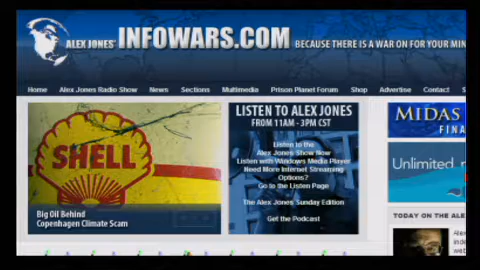 ALEX JONES' INFOWARS.COM BECAUSE THERE IS A WAR ON FOR YOUR MIN
Home Alex Jones Radio Show News Sections Multimedia Prison Planet Forum Shop Advertise Contact
LISTEN TO ALEX JONES
FROM 11AM - 3PM CST
Listen to the
Alex Jones Show Now
Listen with Windows Media Player
Need More Internet Streaming
Options?
Go to the Listen Page
The Alex Jones Sunday Edition
Get the Podcast
SHELL
Big Oil Behind
Copenhagen Climate Scam
MIDAS
FINA
Unlimited
TODAY ON THE ALE
Alex